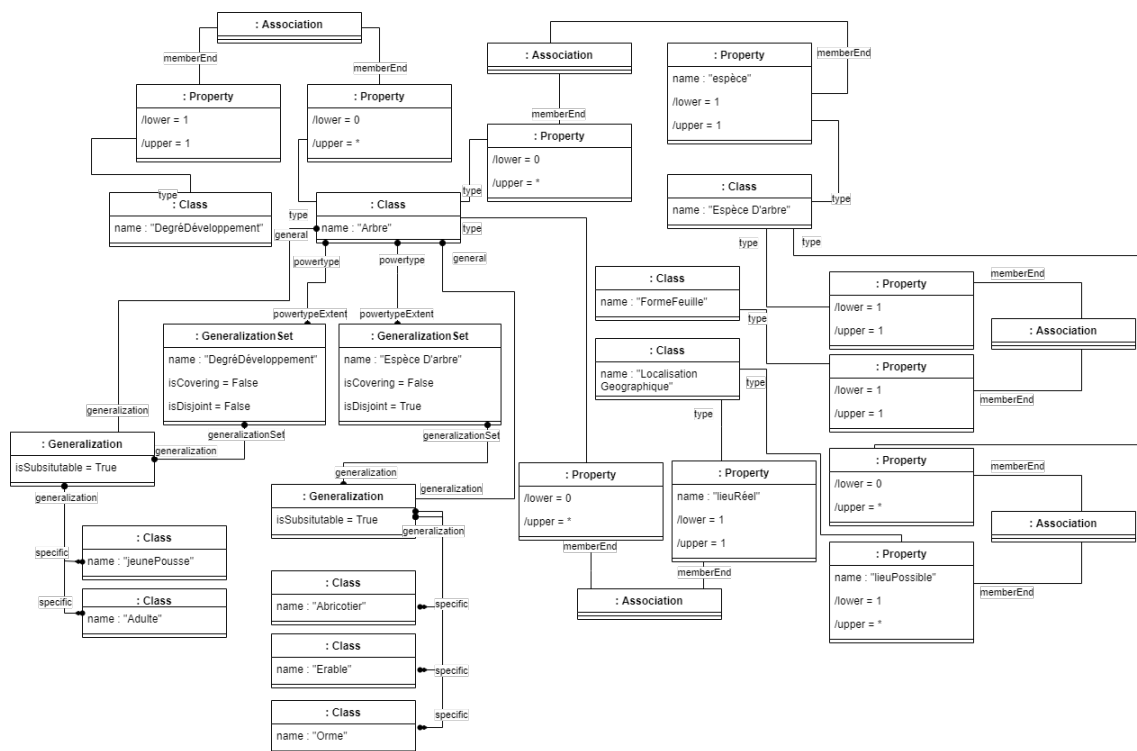 : Association
memberEnd
memberEnd
: Property
/lower = 1
/upper = 1
: Property
/lower = 0
/upper = *
: Association
memberEnd
memberEnd
: Property
/lower = 0
/upper = *
: Property
name : "espèce"
/lower = 1
/upper = 1
type
type
type
: Class
name : "DegréDéveloppement"
type
general
: Class
name : "Arbre"
type
general
: Class
name : "Espèce D'arbre"
type
type
type
powertype
powertype
powertypeExtent
powertypeExtent
: GeneralizationSet
name : "DegréDéveloppement"
isCovering = False
isDisjoint = False
: GeneralizationSet
name : "Espèce D'arbre"
isCovering = False
isDisjoint = True
: Class
name : "FormeFeuille"
type
: Class
name : "Localisation
Geographique"
type
type
: Property
/lower = 1
/upper = 1
memberEnd
: Association
: Property
/lower = 1
/upper = 1
memberEnd
generalization
generalizationSet
generalizationSet
: Generalization
isSubsitutable = True
generalization
generalization
generalization
generalization
: Generalization
isSubsitutable = True
generalization
: Property
/lower = 0
/upper = *
memberEnd
: Property
name : "lieuRéel"
/lower = 1
/upper = 1
memberEnd
: Association
: Property
/lower = 0
/upper = *
memberEnd
: Association
: Property
name : "lieuPossible"
/lower = 1
/upper = *
memberEnd
specific
: Class
name : "jeunePousse"
specific
: Class
name : "Adulte"
: Class
name : "Abricotier"
specific
: Class
name : "Erable"
specific
: Class
name : "Orme"
specific